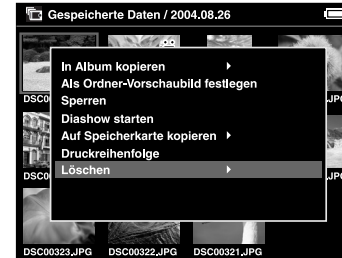 Gespeicherte Daten / 2004.08.26
In Album kopieren
Als Ordner-Vorschaubild festlegen
Sperren
Diashow starten
Auf Speicherkarte kopieren
Druckreihenfolge
Löschen
DSC00323.JPG DSC00322.JPG DSC00321.JPG